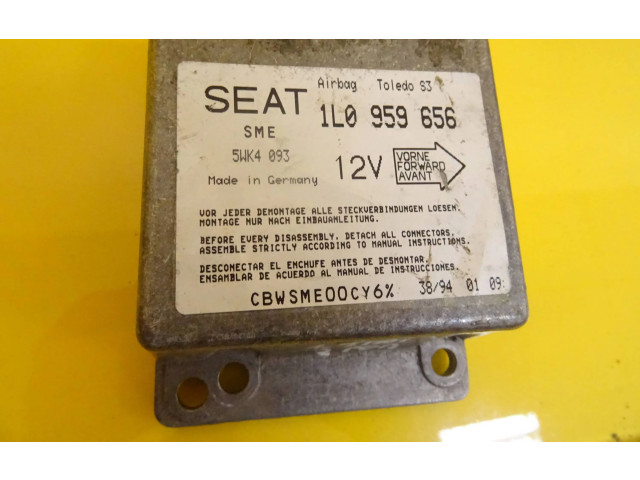 Airbag Toledo S3
SEAT
1L0 959 656
SME
5WK4 093
12V
VORNE
FORWARD
AVANT
Made in Germany
VOR JEDER DEMONTAGE ALLE STECKVERBINDUNGEN LOESEN.
MONTAGE NUR NACH EINBAUANLEITUNG.
BEFORE EVERY DISASSEMBLY, DETACH ALL CONNECTORS.
ASSEMBLE STRICTLY ACCORDING TO MANUAL INSTRUCTIONS.
DESCONECTAR EL ENCHUFE ANTES DE DESMONTAR.
ENSAMBLAR DE ACUERDO AL MANUAL DE INSTRUCCIONES.
CBWSME00CY6% 38/94 01 09